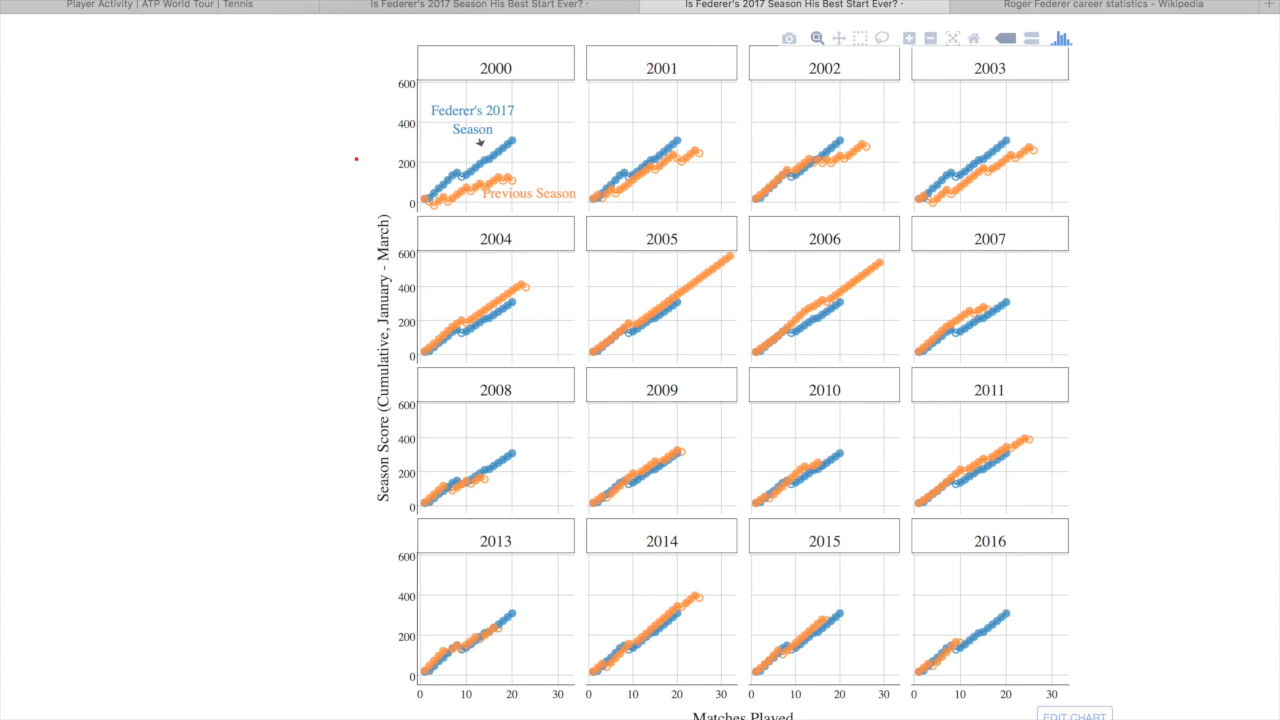 Player Activity | ATP World Tour | Tennis
Is Federer's 2017 Season His Best Start Ever? ·
Is Federer's 2017 Season His Best Start Ever? ·
Roger Federer career statistics - Wikipedia
2000
2001
2002
2003
600
400
200
0
Federer's 2017
Season
Previous Season
Season Score (Cumulative, January - March)
2004
2005
2006
2007
600
400
200
0
2008
2009
2010
2011
600
400
200
0
2013
2014
2015
2016
600
400
200
0
0 10 20 30
0 10 20 30
0 10 20 30
0 10 20 30
Matches Played
EDIT CHART